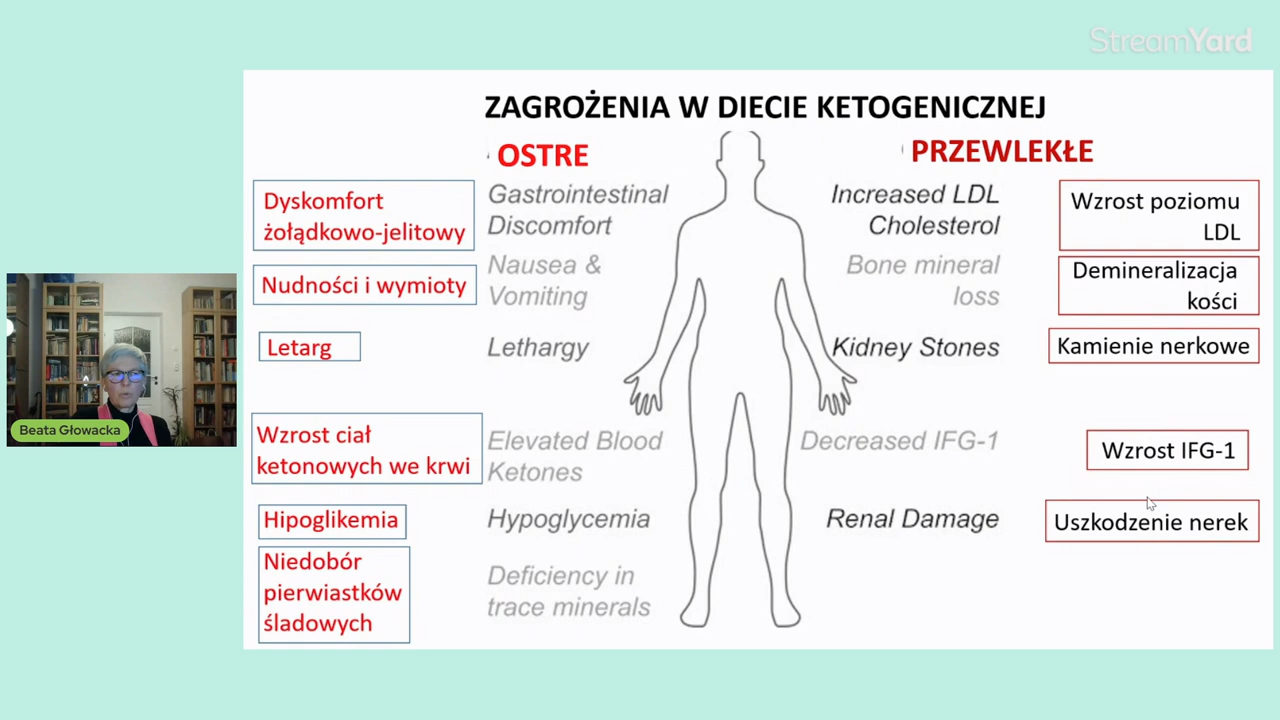 StreamYard
ZAGROŻENIA W DIECIE KETOGENICZNEJ
OSTRE
PRZEWLEKŁE
Dyskomfort
żołądkowo-jelitowy
Gastrointestinal
Discomfort
Increased LDL
Cholesterol
Wzrost poziomu
LDL
Nudności i wymioty
Nausea &
Vomiting
Bone mineral
loss
Demineralizacja
kości
Letarg
Lethargy
Kidney Stones
Kamienie nerkowe
Beata Głowacka
Wzrost ciał
ketonowych we krwi
Elevated Blood
Ketones
Decreased IFG-1
Wzrost IFG-1
Hipoglikemia
Hypoglycemia
Renal Damage
Uszkodzenie nerek
Niedobór
pierwiastków
śladowych
Deficiency in
trace minerals